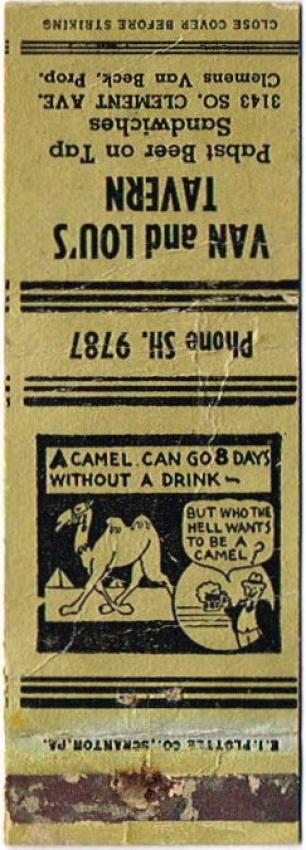 CLOSE COVER BEFORE STRIKING
VAN and LOU'S
TAVERN
Pabst Beer on Tap
Sandwiches
3143 SO. CLEMENT AVE.
Clemens Van Beck, Prop.
Phone SH. 9787
A CAMEL CAN GO 8 DAYS
WITHOUT A DRINK ~
BUT WHO THE
HELL WANTS
TO BE A
CAMEL?
W.I. PLOTTLE CO., SCRANTON, PA.